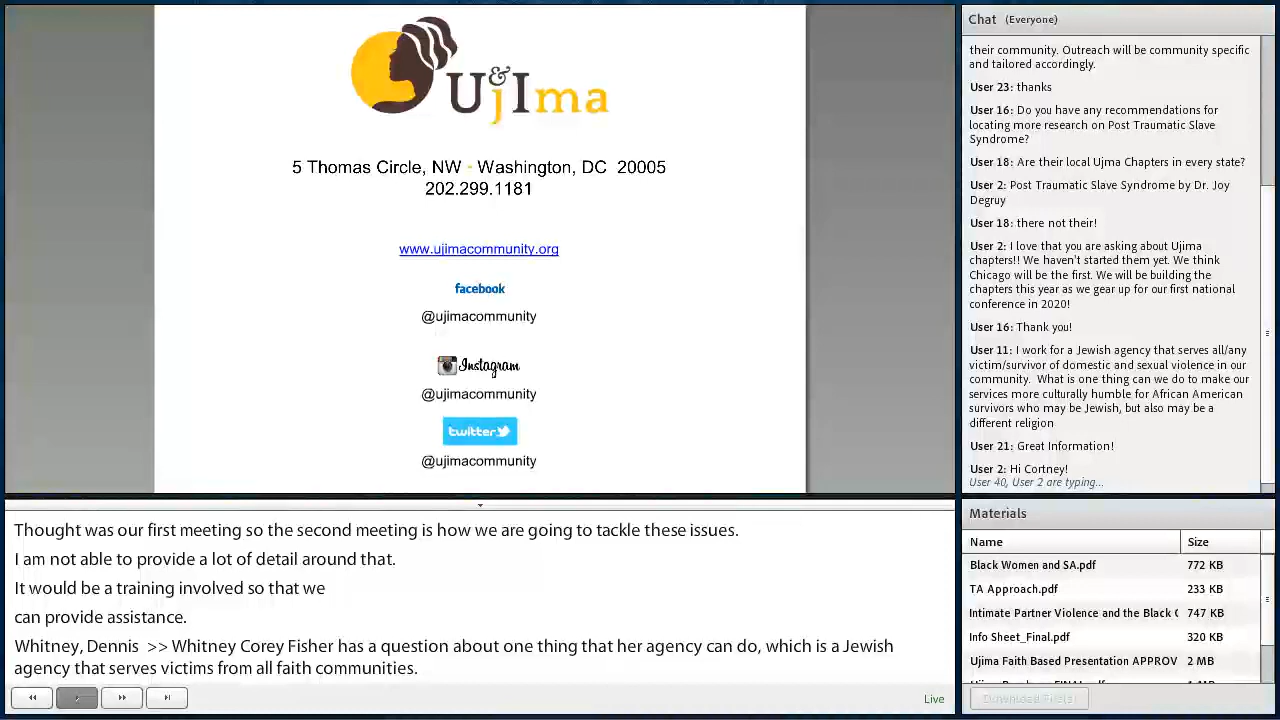 U&jIma
5 Thomas Circle, NW - Washington, DC  20005
202.299.1181
www.ujimacommunity.org
facebook
@ujimacommunity
Instagram
@ujimacommunity
twitter
@ujimacommunity
Thought was our first meeting so the second meeting is how we are going to tackle these issues.
I am not able to provide a lot of detail around that.
It would be a training involved so that we
can provide assistance.
Whitney, Dennis  >> Whitney Corey Fisher has a question about one thing that her agency can do, which is a Jewish
agency that serves victims from all faith communities.
Live
Chat (Everyone)
their community. Outreach will be community specific
and tailored accordingly.
User 23: thanks
User 16: Do you have any recommendations for
locating more research on Post Traumatic Slave
Syndrome?
User 18: Are their local Ujma Chapters in every state?
User 2: Post Traumatic Slave Syndrome by Dr. Joy
Degruy
User 18: there not their!
User 2: I love that you are asking about Ujima
chapters!! We haven't started them yet. We think
Chicago will be the first. We will be building the
chapters this year as we gear up for our first national
conference in 2020!
User 16: Thank you!
User 11: I work for a Jewish agency that serves all/any
victim/survivor of domestic and sexual violence in our
community.  What is one thing can we do to make our
services more culturally humble for African American
survivors who may be Jewish, but also may be a
different religion
User 21: Great Information!
User 2: Hi Cortney!
User 40, User 2 are typing...
Materials
Name Size
Black Women and SA.pdf 772 KB
TA Approach.pdf 233 KB
Intimate Partner Violence and the Black 747 KB
Info Sheet_Final.pdf 320 KB
Ujima Faith Based Presentation APPROV 2 MB
Download File(s)